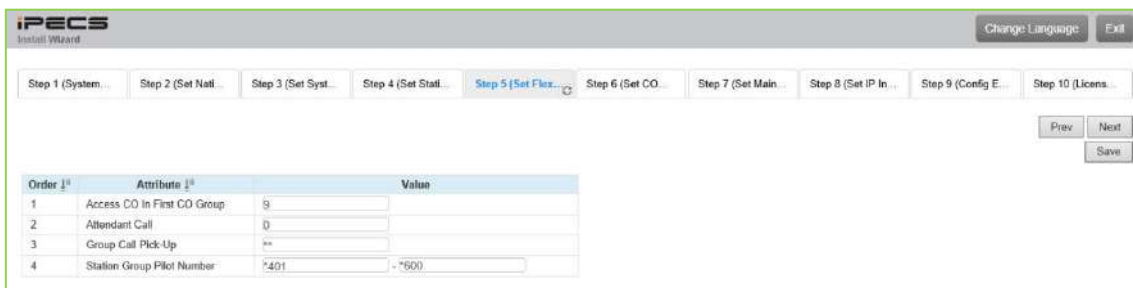 iPECS
Install Wizard
Change Language Exit
Step 1 (System... Step 2 (Set Nati... Step 3 (Set Syst... Step 4 (Set Stati... Step 5 (Set Flex... Step 6 (Set CO ... Step 7 (Set Main... Step 8 (Set IP In... Step 9 (Config E... Step 10 (Licens...
Prev Next
Save
Order Attribute Value
1 Access CO In First CO Group 9
2 Attendant Call 0
3 Group Call Pick-Up **
4 Station Group Pilot Number *401 - *600